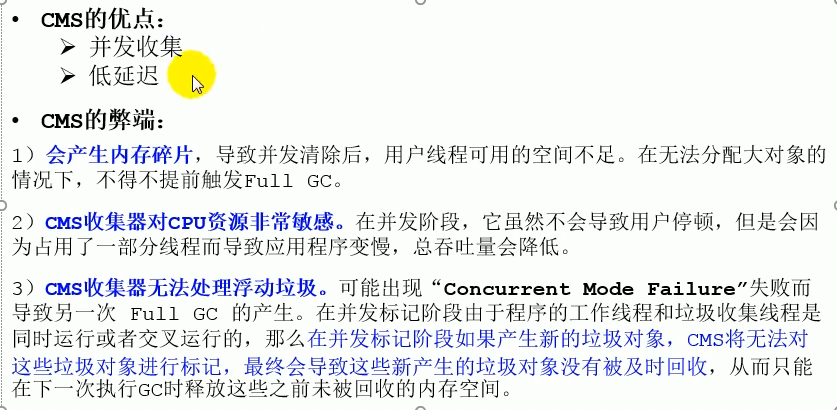 • CMS的优点：
➢ 并发收集
➢ 低延迟
• CMS的弊端：
1）会产生内存碎片，导致并发清除后，用户线程可用的空间不足。在无法分配大对象的
情况下，不得不提前触发Full GC。
2）CMS收集器对CPU资源非常敏感。在并发阶段，它虽然不会导致用户停顿，但是会因
为占用了一部分线程而导致应用程序变慢，总吞吐量会降低。
3）CMS收集器无法处理浮动垃圾。可能出现“Concurrent Mode Failure”失败而
导致另一次 Full GC 的产生。在并发标记阶段由于程序的工作线程和垃圾收集线程是
同时运行或者交叉运行的，那么在并发标记阶段如果产生新的垃圾对象，CMS将无法对
这些垃圾对象进行标记，最终会导致这些新产生的垃圾对象没有被及时回收，从而只能
在下一次执行GC时释放这些之前未被回收的内存空间。